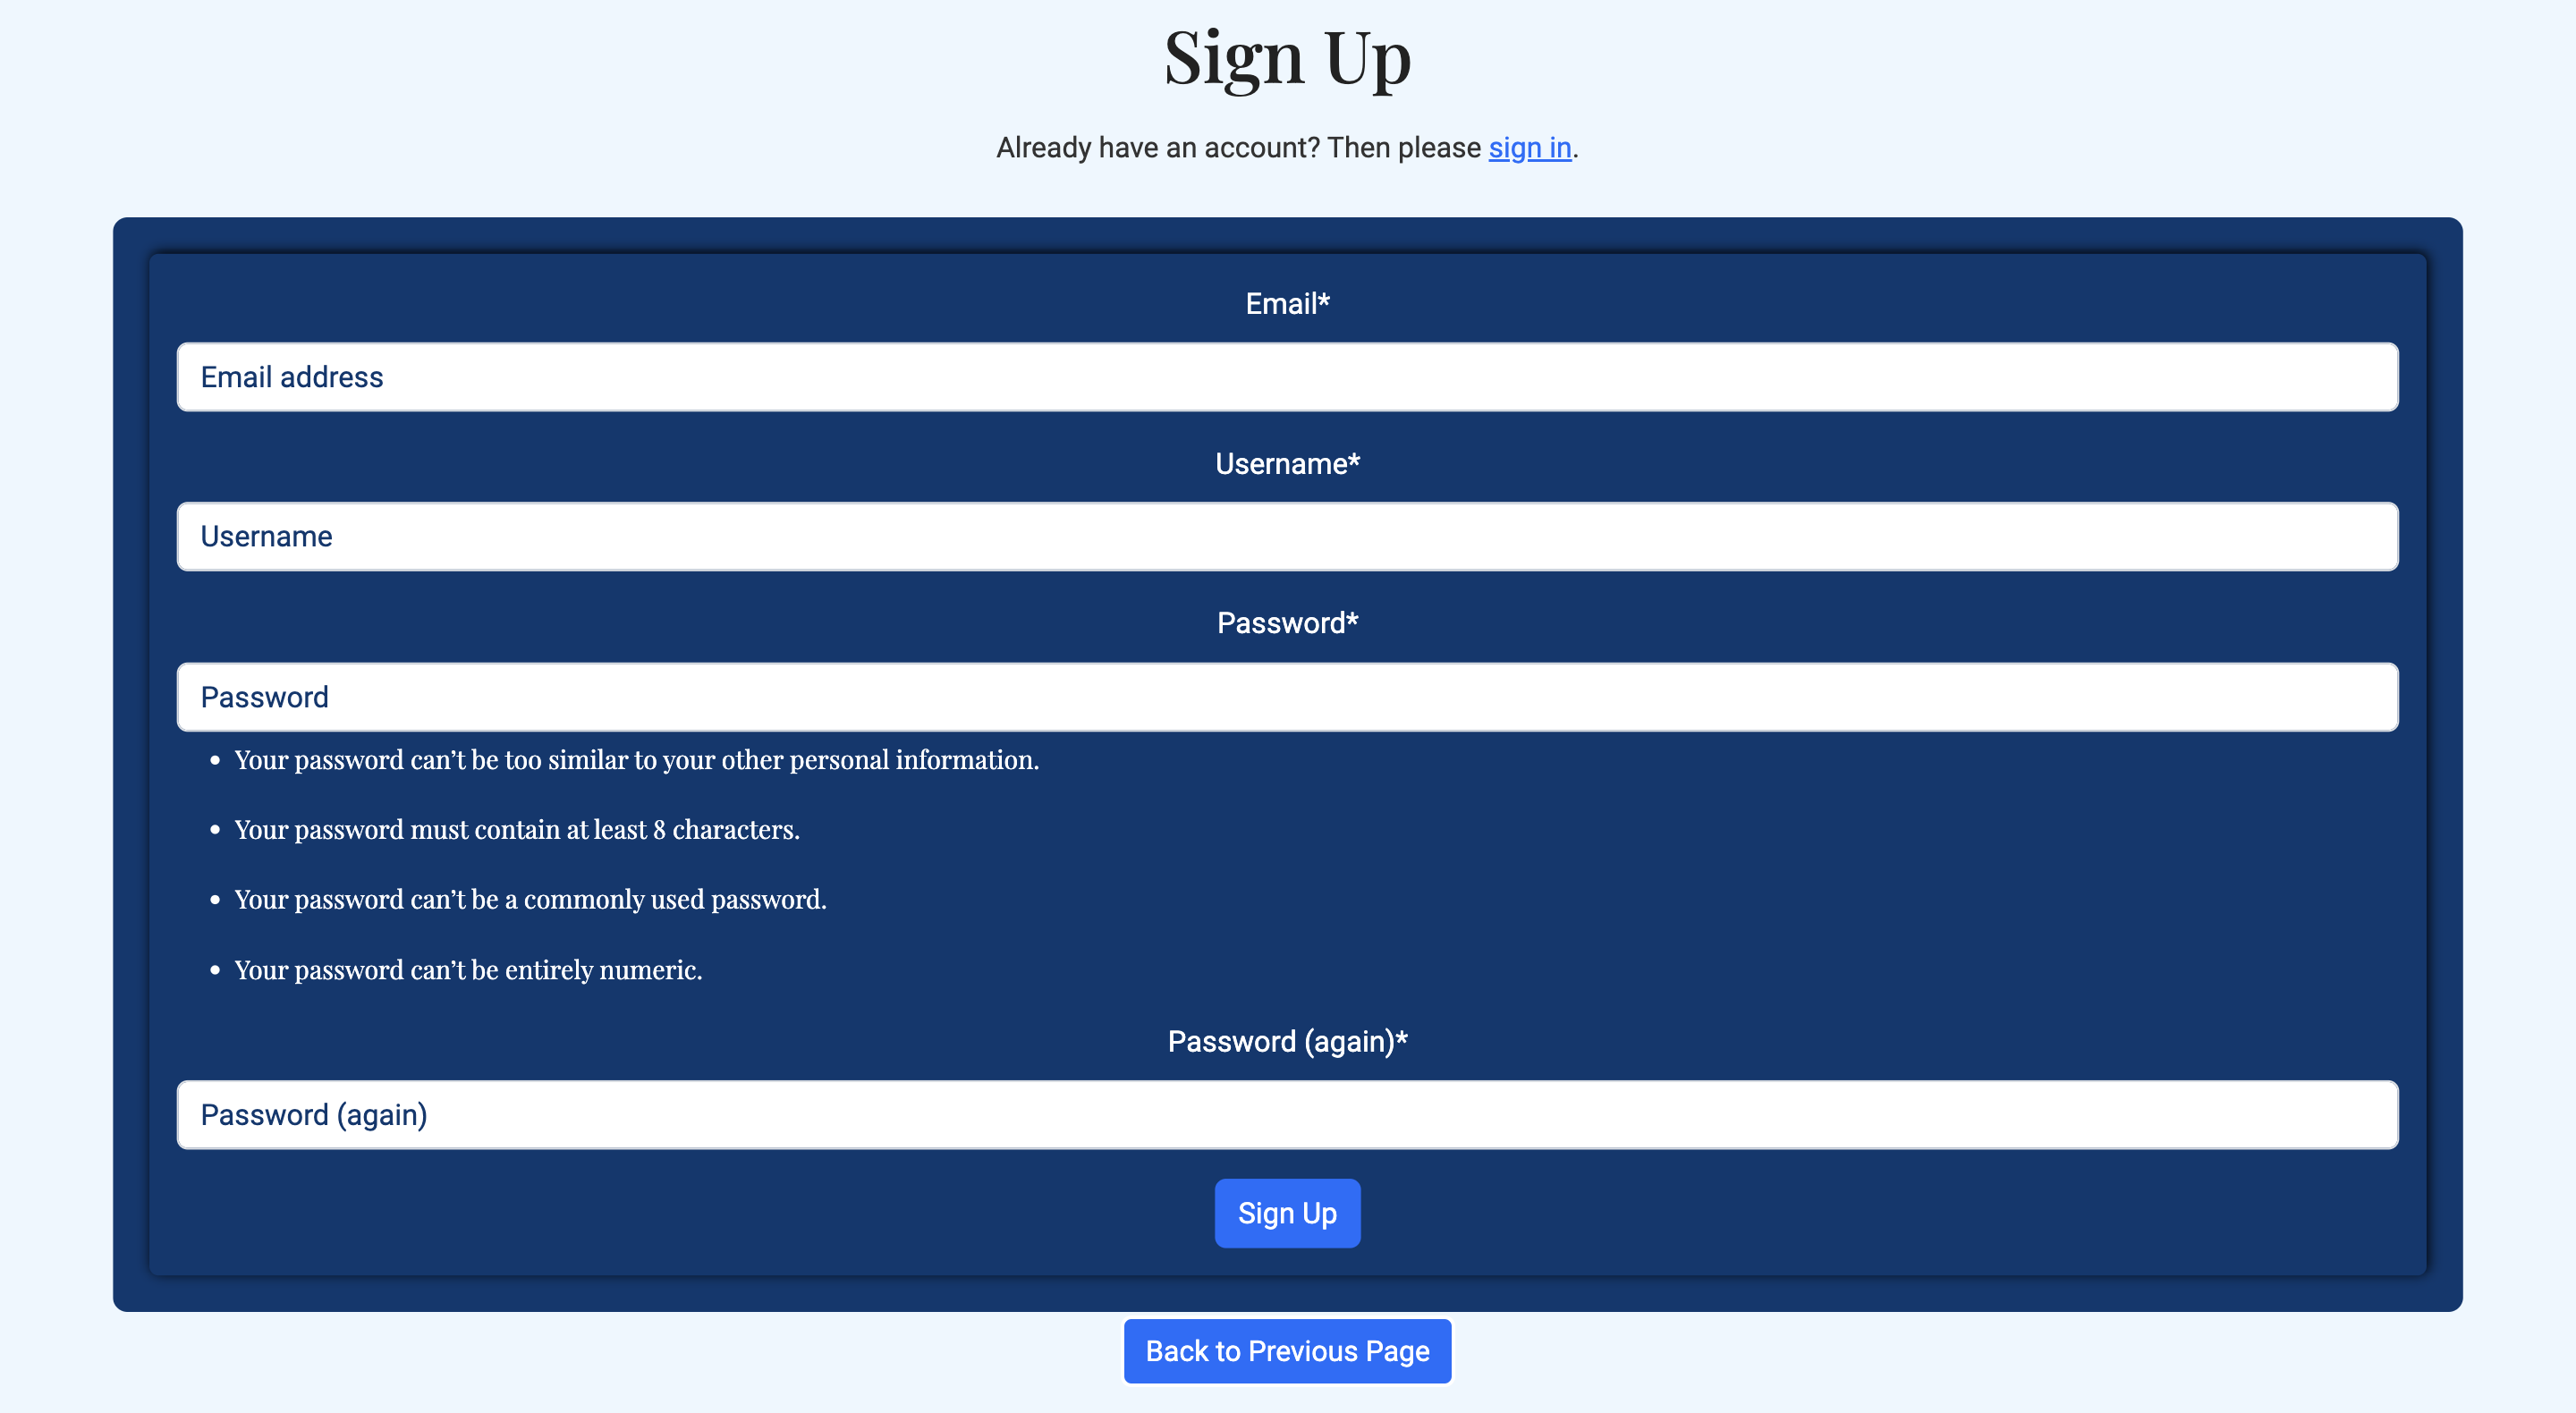 Sign Up
Already have an account? Then please sign in.
Email*
Email address
Username*
Username
Password*
Password
• Your password can’t be too similar to your other personal information.
• Your password must contain at least 8 characters.
• Your password can’t be a commonly used password.
• Your password can’t be entirely numeric.
Password (again)*
Password (again)
Sign Up
Back to Previous Page